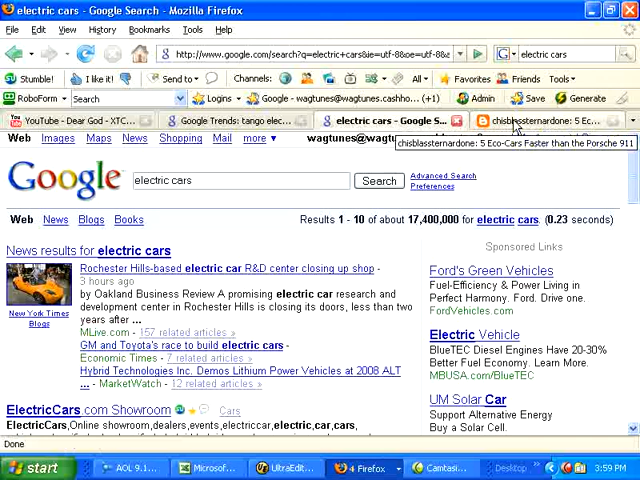 electric cars - Google Search - Mozilla Firefox
File Edit View History Bookmarks Tools Help
http://www.google.com/search?q=electric+cars&ie=utf-8&oe=utf-8
electric cars
Stumble! I like it! Send to Channels: All Favorites Friends Tools
RoboForm Search Logins Google - wagtunes@wagtunes.cashho... (+1) Admin Save Generate
YouTube - Dear God - XTC... Google Trends: tango elec... electric cars - Google S... chisblassternardone: 5 Ec...
chisblassternardone: 5 Eco-Cars Faster than the Porsche 911
Web Images Maps News Shopping Mail more
Google electric cars Search Advanced Search
Preferences
Web News Blogs Books Results 1 - 10 of about 17,400,000 for electric cars. (0.23 seconds)
News results for electric cars
Rochester Hills-based electric car R&D center closing up shop -
3 hours ago
by Oakland Business Review A promising electric car research and
development center in Rochester Hills is closing its doors, less than two
years after ...
MLive.com - 157 related articles »
GM and Toyota's race to build electric cars -
Economic Times - 7 related articles »
Hybrid Technologies Inc. Demos Lithium Power Vehicles at 2008 ALT
... - MarketWatch - 12 related articles »
New York Times
Blogs
ElectricCars.com Showroom Cars
ElectricCars,Online showroom,dealers,events,electriccar,electric,car,cars,
Sponsored Links
Ford's Green Vehicles
Fuel-Efficiency & Power Living in
Perfect Harmony. Ford. Drive one.
FordVehicles.com
Electric Vehicle
BlueTEC Diesel Engines Have 20-30%
Better Fuel Economy. Learn More.
MBUSA.com/BlueTEC
UM Solar Car
Support Alternative Energy
Buy a Solar Cell.
Done
start AOL 9.1... Microsof... UltraEdit... 4 Firefox Camtasi... Desktop 3:59 PM